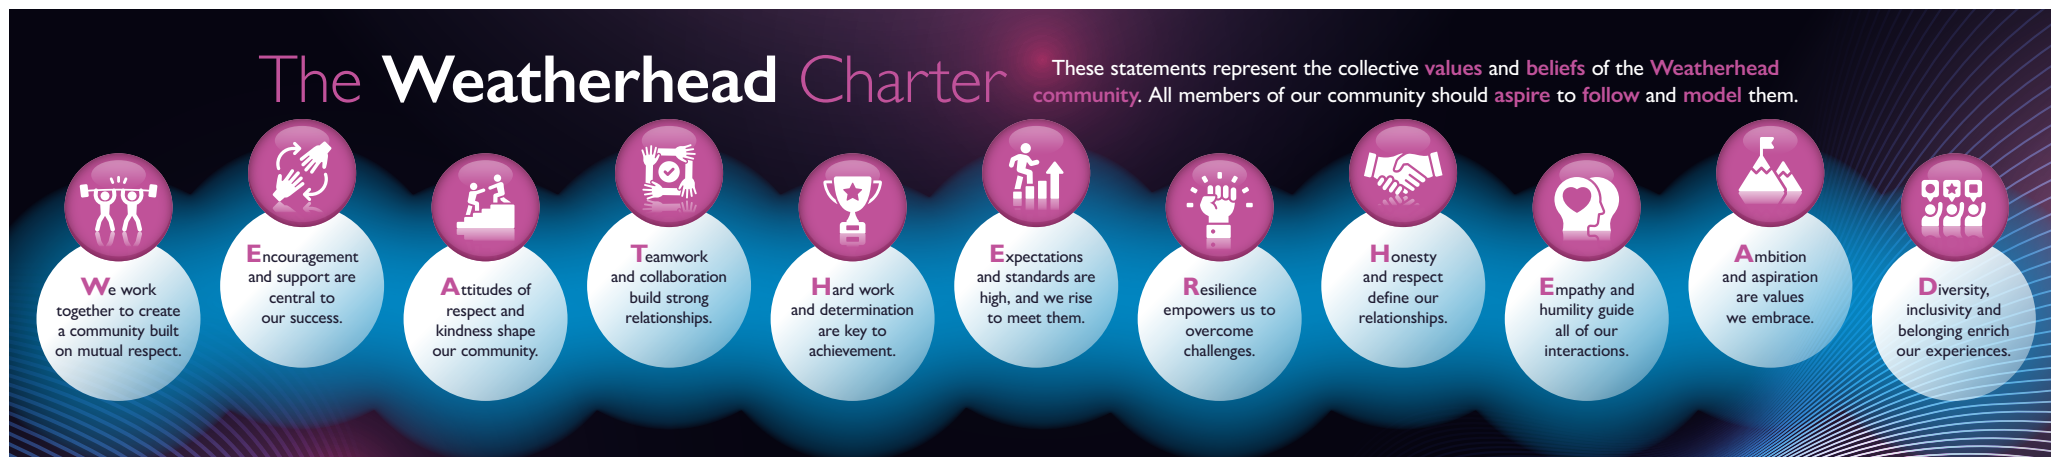 The Weatherhead Charter
These statements represent the collective values and beliefs of the Weatherhead
community. All members of our community should aspire to follow and model them.
We work
together to create
a community built
on mutual respect.
Encouragement
and support are
central to
our success.
Attitudes of
respect and
kindness shape
our community.
Teamwork
and collaboration
build strong
relationships.
Hard work
and determination
are key to
achievement.
Expectations
and standards are
high, and we rise
to meet them.
Resilience
empowers us to
overcome
challenges.
Honesty
and respect
define our
relationships.
Empathy and
humility guide
all of our
interactions.
Ambition
and aspiration
are values
we embrace.
Diversity,
inclusivity and
belonging enrich
our experiences.